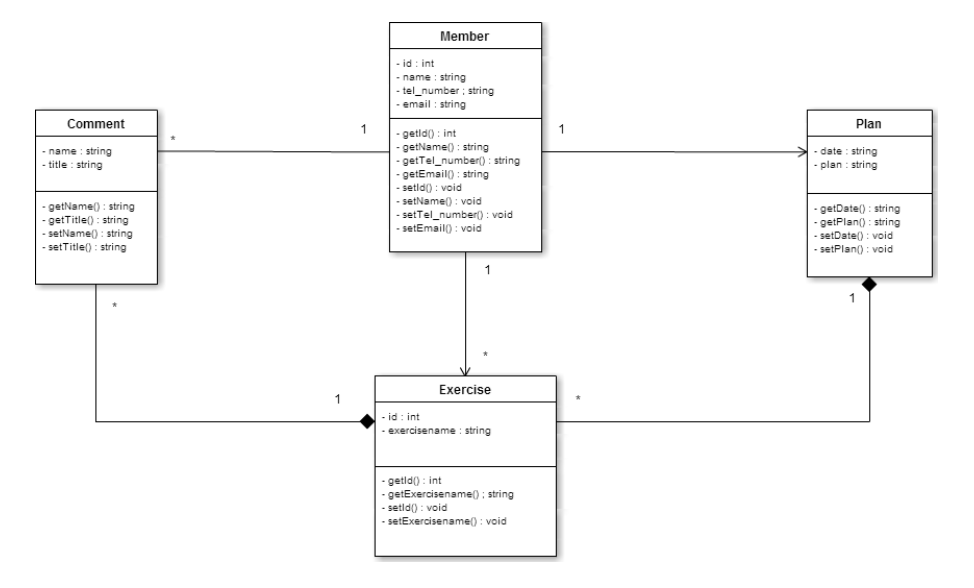 Member
- id : int
- name : string
- tel_number ; string
- email : string
- getId() : int
- getName() : string
- getTel_number() : string
- getEmail() : string
- setId() : void
- setName() : void
- setTel_number() : void
- setEmail() : void
Comment
- name : string
- title : string
- getName() : string
- getTitle() : string
- setName() : string
- setTitle() : string
Plan
- date : string
- plan : string
- getDate() : string
- getPlan() : string
- setDate() : void
- setPlan() : void
* 1
1
1
*
*
1
1
*
Exercise
- id : int
- exercisename : string
- getId() : int
- getExercisename() ; string
- setId() : void
- setExercisename() : void